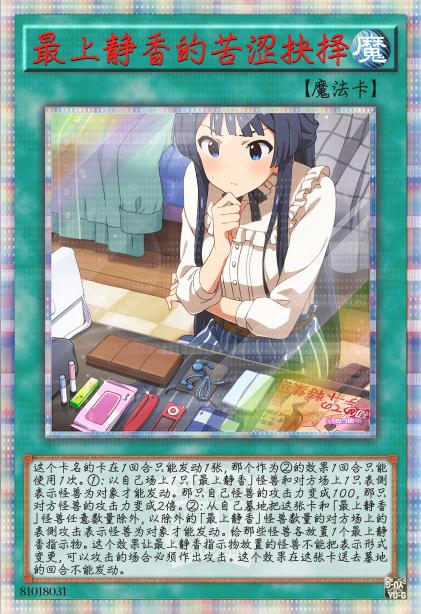 最上静香的苦涩抉择
魔
【魔法卡】
这个卡名的卡在1回合只能发动1张，那个作为②的效果1回合只能
使用1次。①：以自己场上1只「最上静香」怪兽和对方场上1只表侧
表示怪兽为对象才能发动。那只自己怪兽的攻击力变成100，那只
对方怪兽的攻击力变成2倍。②：从自己墓地把这张卡和「最上静香
」怪兽任意数量除外，以除外的「最上静香」怪兽数量的对方场上的
表侧攻击表示怪兽为对象才能发动。给那些怪兽各放置1个最上静
香指示物。这个效果让最上静香指示物放置的怪兽不能把表示形式
变更，可以攻击的场合必须作出攻击。这个效果在这张卡送去墓地
的回合不能发动。
81018031